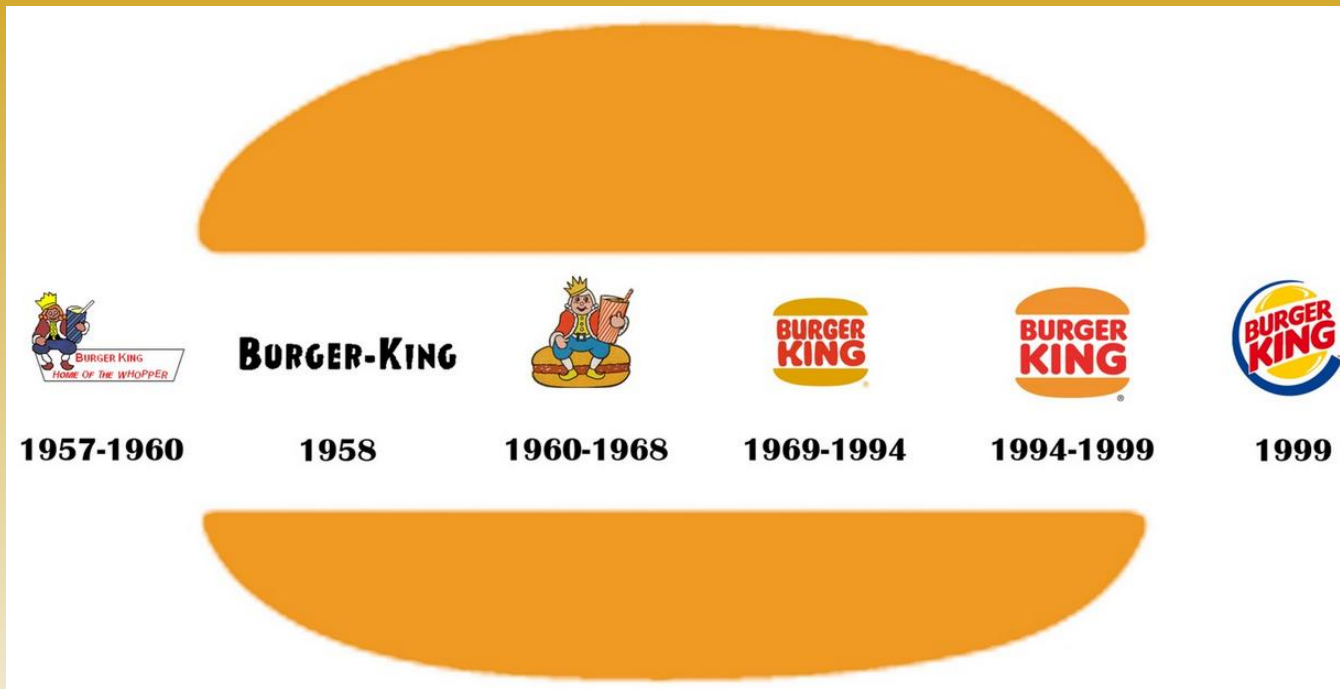 BURGER KING
HOME OF THE WHOPPER
BURGER-KING
BURGER
KING
®
BURGER
KING
®
BURGER
KING
1957-1960
1958
1960-1968
1969-1994
1994-1999
1999